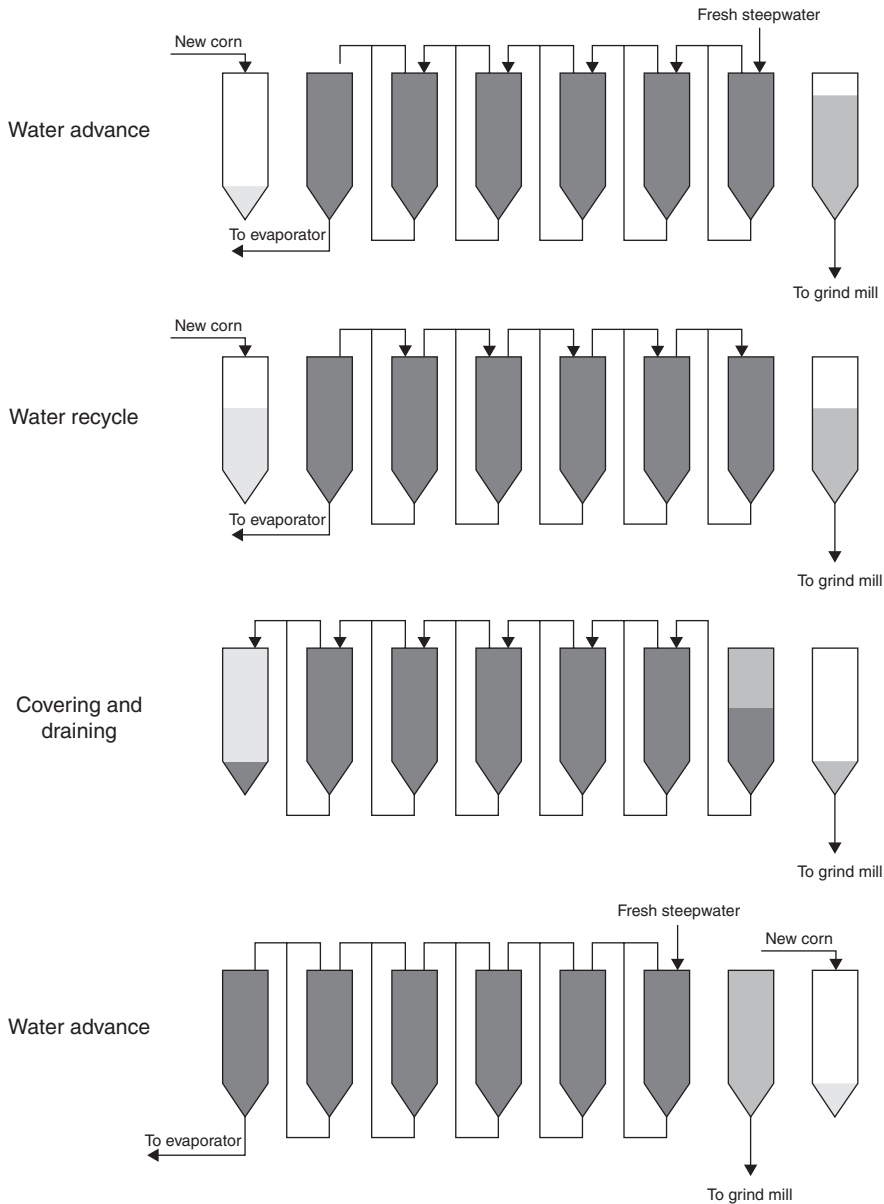 Fresh steepwater
New corn
Water advance
To evaporator
To grind mill
New corn
Water recycle
To evaporator
To grind mill
Covering and
draining
To grind mill
Fresh steepwater
New corn
Water advance
To evaporator
To grind mill